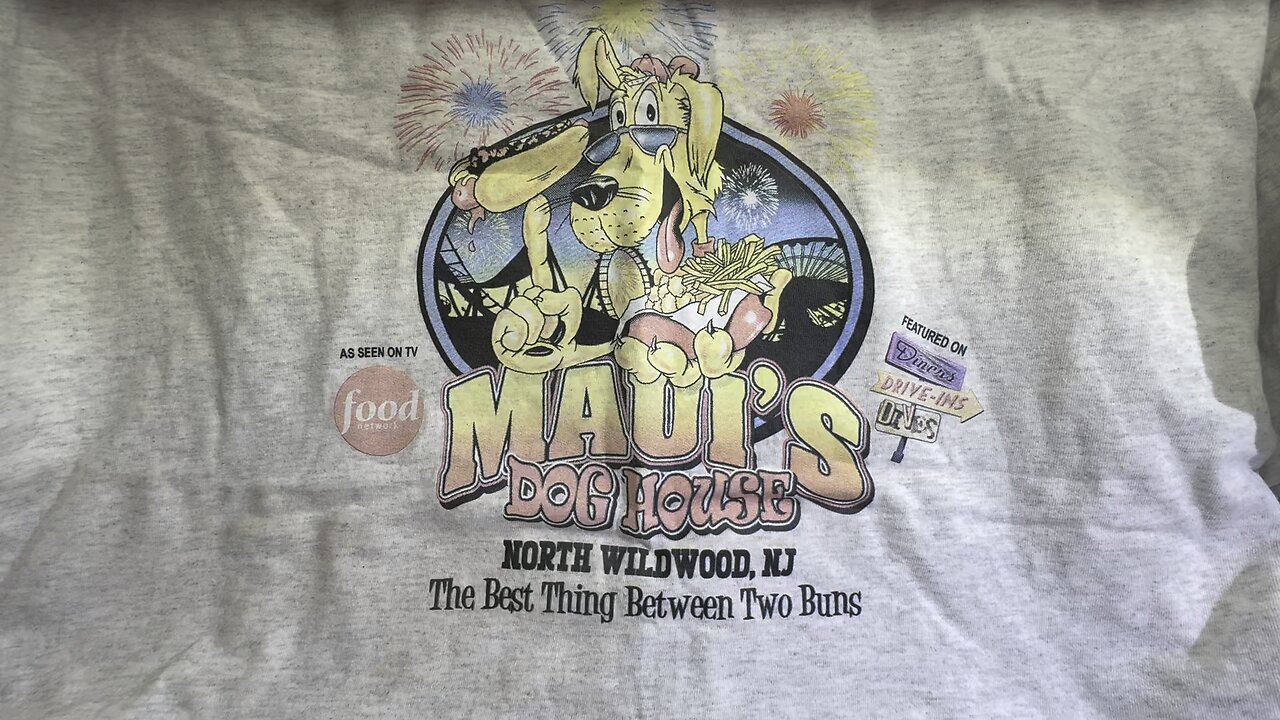 AS SEEN ON TV
food
network
FEATURED ON
Diners
DRIVE-INS
DIVES
MAUI'S
DOG HOUSE
NORTH WILDWOOD, NJ
The Best Thing Between Two Buns